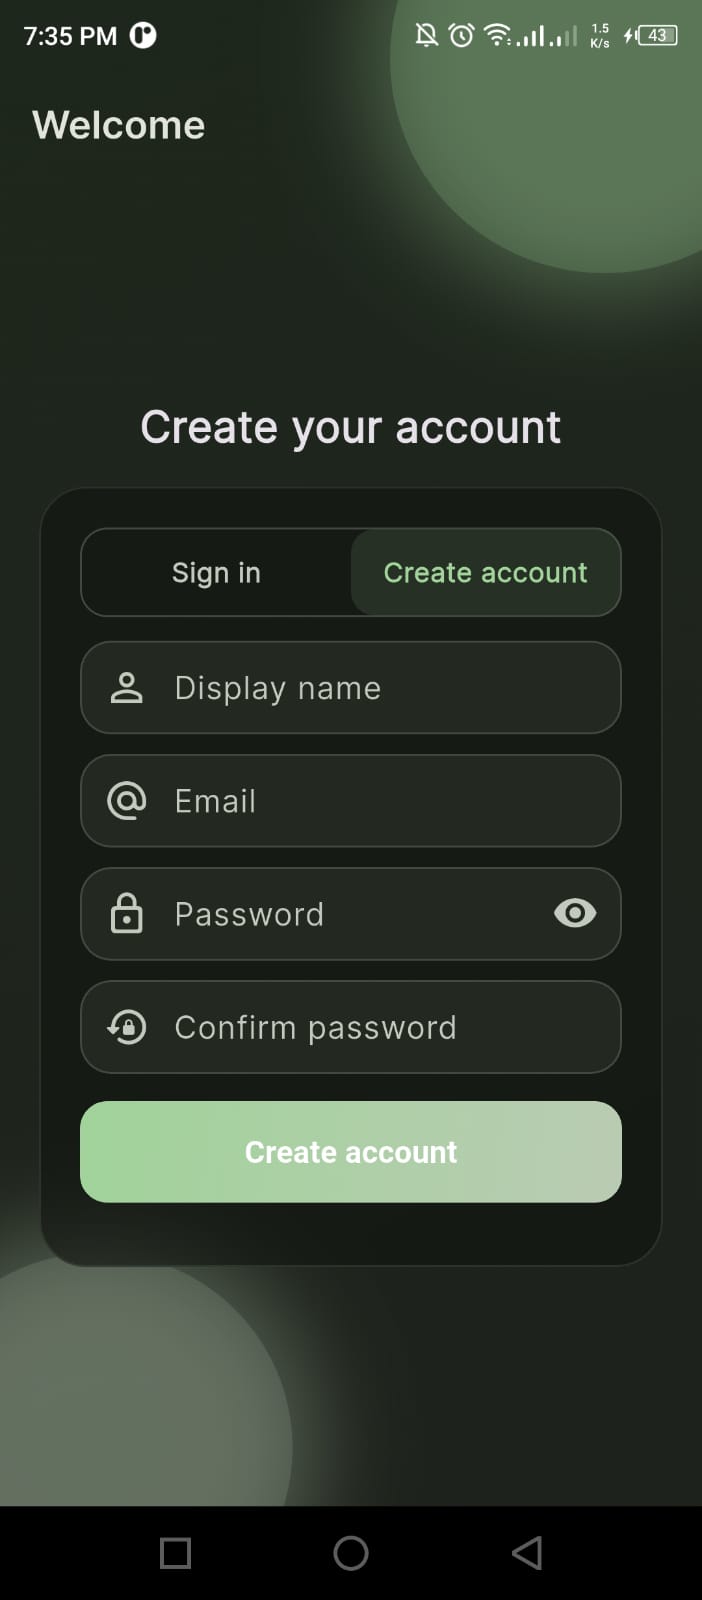 7:35 PM
1.5
K/s
43
Welcome
Create your account
Sign in
Create account
Display name
Email
Password
Confirm password
Create account